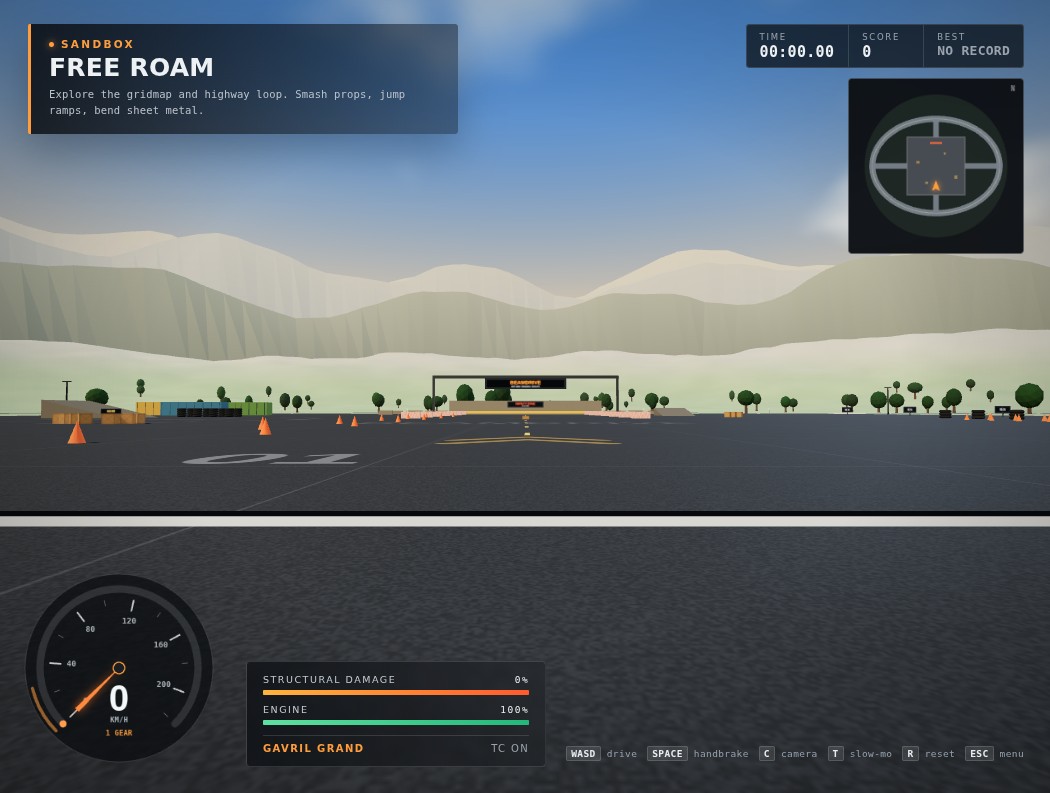 SANDBOX
FREE ROAM
Explore the gridmap and highway loop. Smash props, jump
ramps, bend sheet metal.
TIME
00:00.00
SCORE
0
BEST
NO RECORD
N
01
40
80
120
160
200
0
KM/H
1 GEAR
STRUCTURAL DAMAGE 0%
ENGINE 100%
GAVRIL GRAND TC ON
WASD drive SPACE handbrake C camera T slow-mo R reset ESC menu